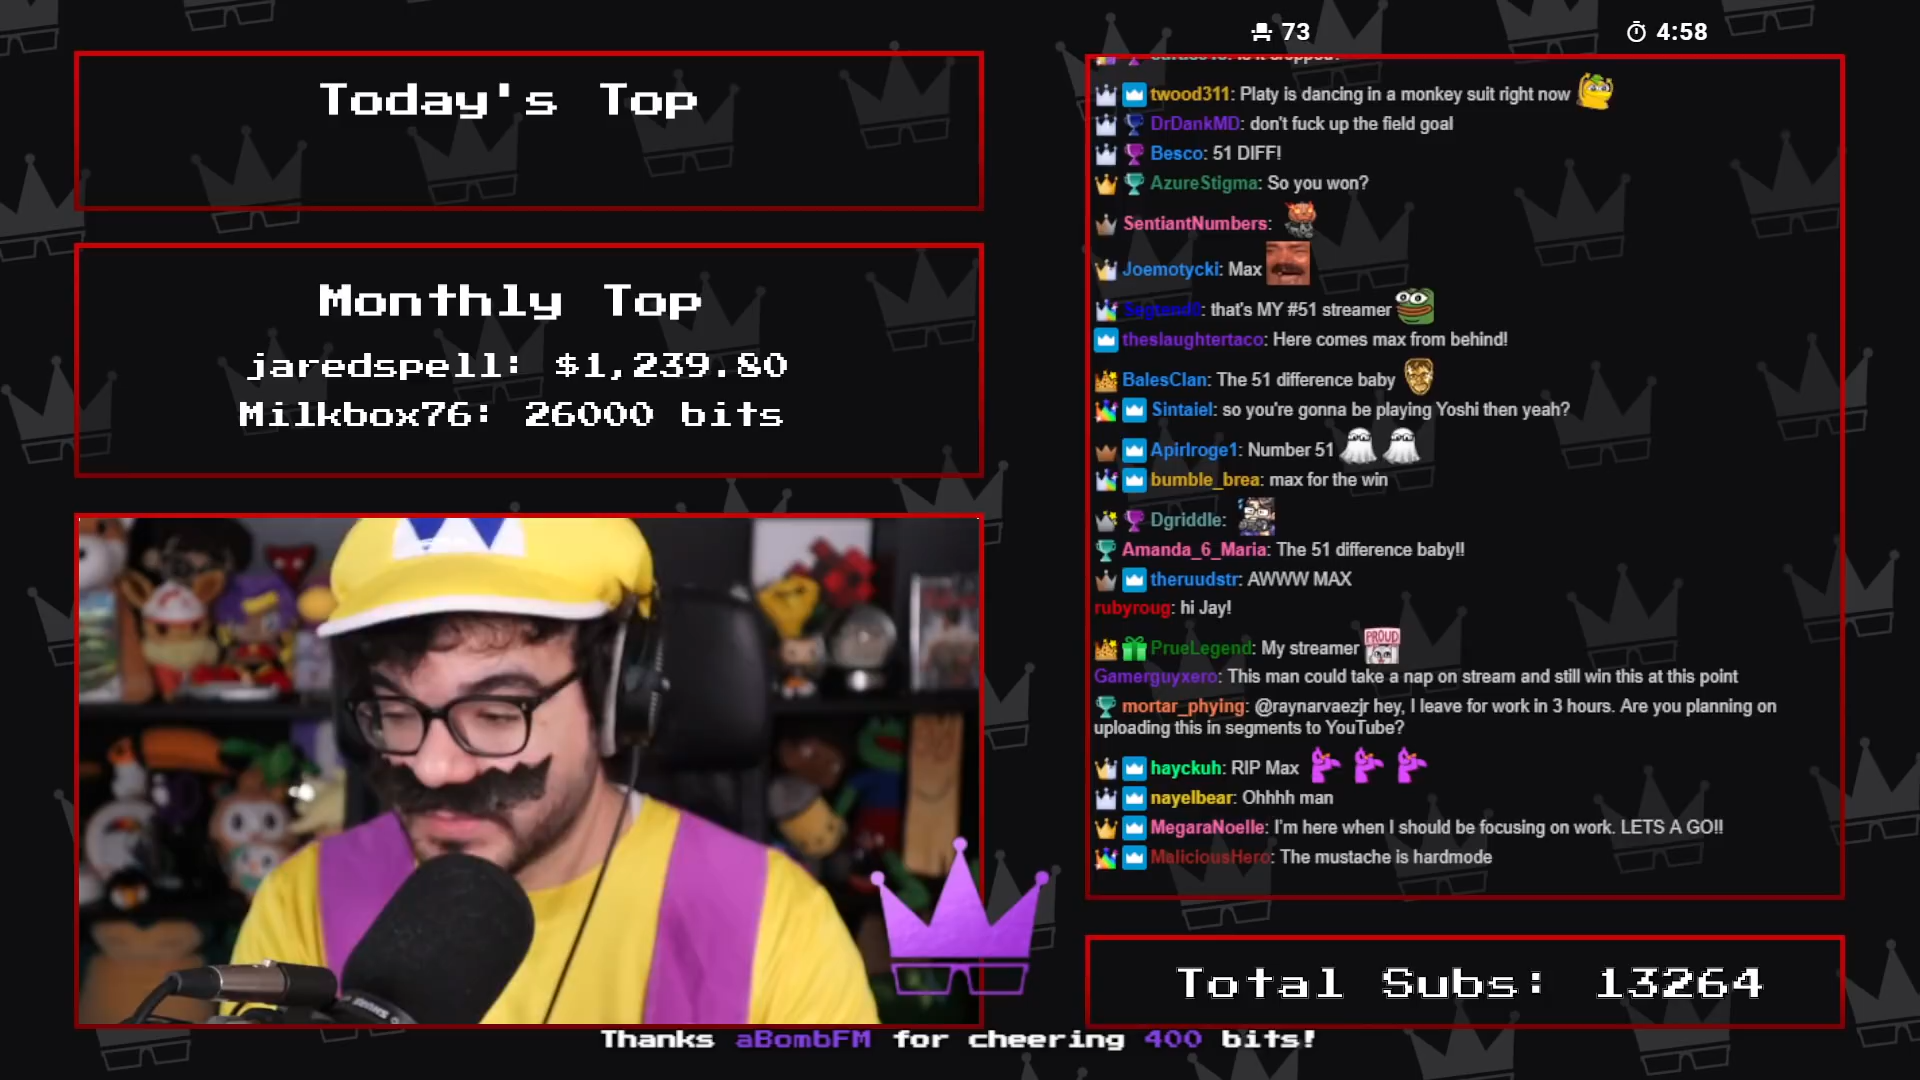 73
4:58
Today's Top
Monthly Top
jaredspell: $1,239.80
Milkbox76: 26000 bits
twood311: Platy is dancing in a monkey suit right now
DrDankMD: don't fuck up the field goal
Besco: 51 DIFF!
AzureStigma: So you won?
SentiantNumbers:
Joemotycki: Max
: that's MY #51 streamer
theslaughtertaco: Here comes max from behind!
BalesClan: The 51 difference baby
Sintaiel: so you're gonna be playing Yoshi then yeah?
Apirlroge1: Number 51
bumble_brea: max for the win
Dgriddle:
Amanda_6_Maria: The 51 difference baby!!
theruudstr: AWWW MAX
rubyroug: hi Jay!
PrueLegend: My streamer
PROUD
Gamerguyxero: This man could take a nap on stream and still win this at this point
mortar_phying: @raynarvaezjr hey, I leave for work in 3 hours. Are you planning on
uploading this in segments to YouTube?
hayckuh: RIP Max
nayelbear: Ohhhh man
MegaraNoelle: I'm here when I should be focusing on work. LETS A GO!!
MaliciousHero: The mustache is hardmode
Total Subs: 13264
Thanks aBombFM for cheering 400 bits!